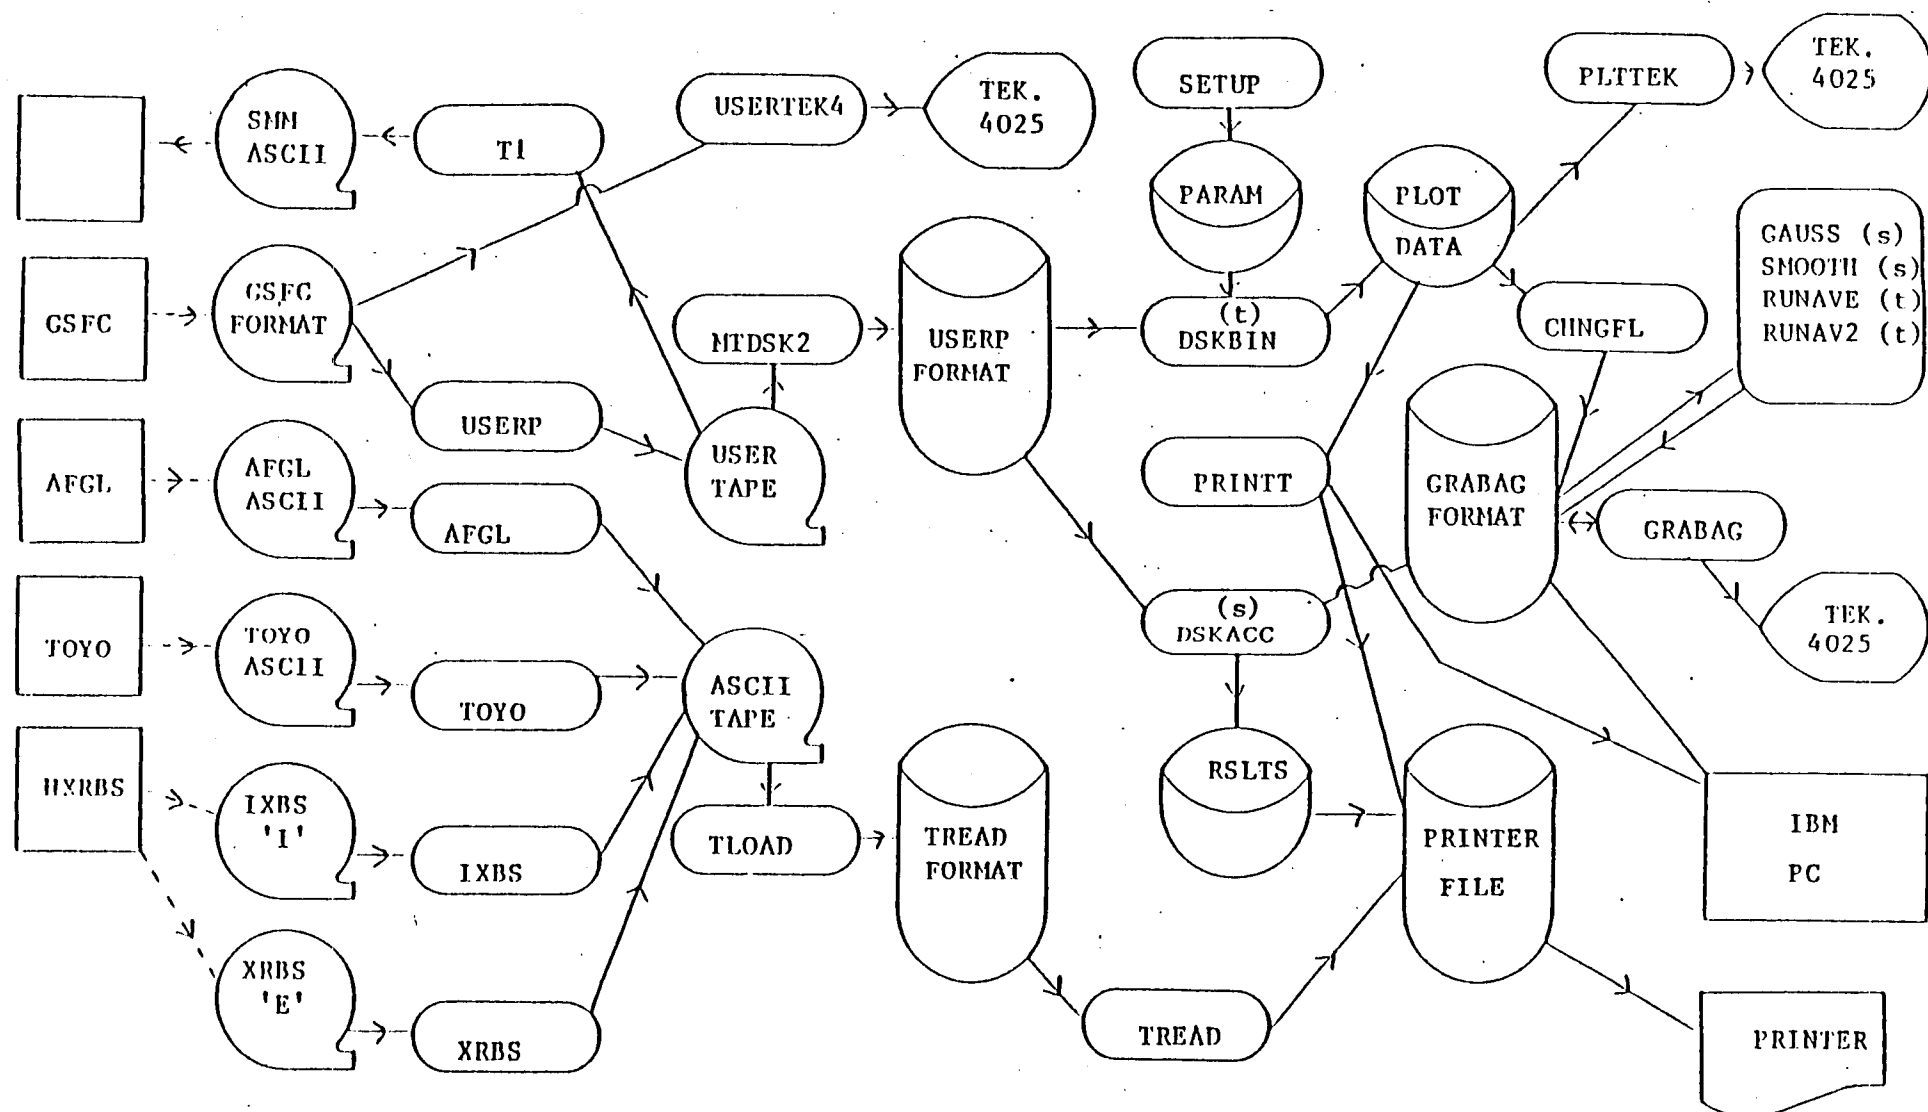 SMM
ASCII
T1
USERTEK4
TEK.
4025
SETUP
PLTTEK
TEK.
4025
PARAM
PLOT
DATA
GAUSS (s)
SMOOTH (s)
RUNAVE (t)
RUNAV2 (t)
GSFC
GSFC
FORMAT
MTDSK2
USERP
FORMAT
(t)
DSKBIN
CHNGFL
USERP
USER
TAPE
AFGL
AFGL
ASCII
AFGL
PRINTT
GRABAG
FORMAT
GRABAG
TEK.
4025
TOYO
TOYO
ASCII
TOYO
ASCII
TAPE
(s)
DSKACC
RSLTS
HXRBS
IXBS
'I'
IXBS
TLOAD
TREAD
FORMAT
PRINTER
FILE
IBM
PC
XRBS
'E'
XRBS
TREAD
PRINTER